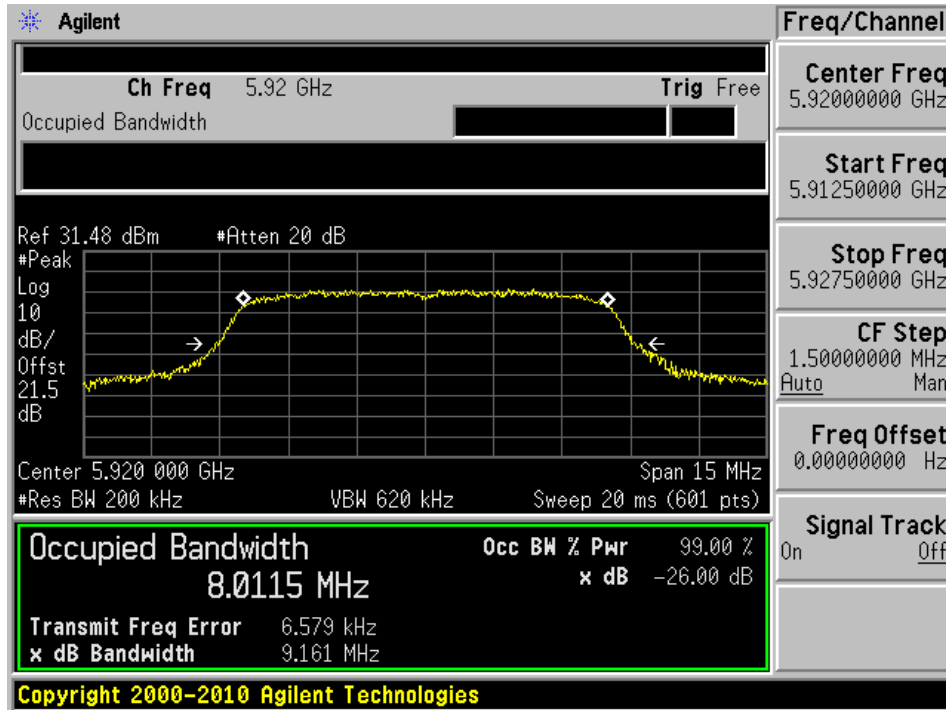 Agilent
Freq/Channel
Ch Freq 5.92 GHz Trig Free
Occupied Bandwidth
Center Freq
5.92000000 GHz
Start Freq
5.91250000 GHz
Stop Freq
5.92750000 GHz
CF Step
1.50000000 MHz
Auto Man
Freq Offset
0.00000000 Hz
Signal Track
On Off
Ref 31.48 dBm #Atten 20 dB
#Peak
Log
10
dB/
Offst
21.5
dB
Center 5.920 000 GHz Span 15 MHz
#Res BW 200 kHz VBW 620 kHz Sweep 20 ms (601 pts)
Occupied Bandwidth
8.0115 MHz
Occ BW % Pwr 99.00 %
x dB -26.00 dB
Transmit Freq Error 6.579 kHz
x dB Bandwidth 9.161 MHz
Copyright 2000-2010 Agilent Technologies